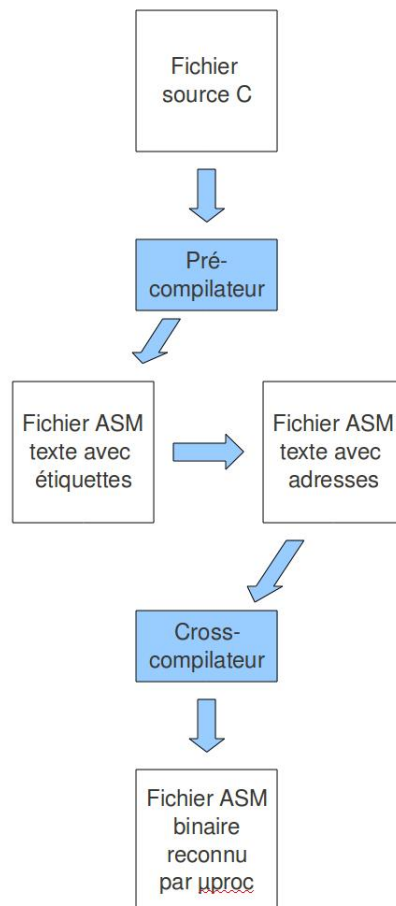 Fichier
source C
Pré-
compilateur
Fichier ASM
texte avec
étiquettes
Fichier ASM
texte avec
adresses
Cross-
compilateur
Fichier ASM
binaire
reconnu
par µproc